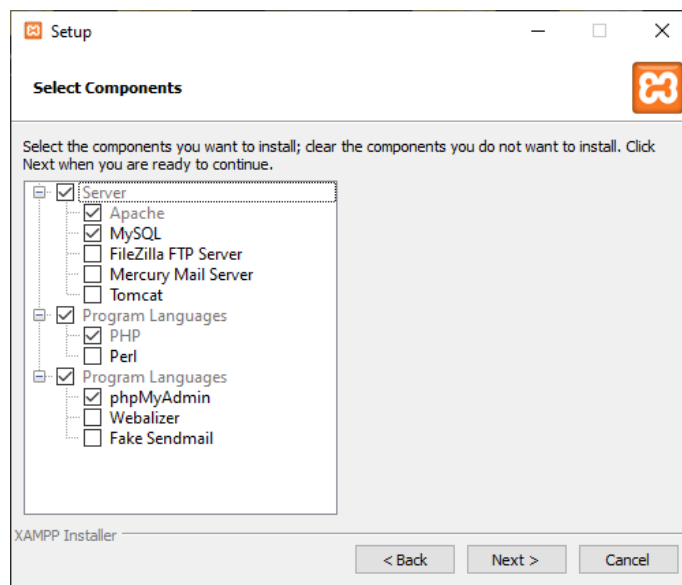 Setup
Select Components
Select the components you want to install; clear the components you do not want to install. Click
Next when you are ready to continue.
Server
Apache
MySQL
FileZilla FTP Server
Mercury Mail Server
Tomcat
Program Languages
PHP
Perl
Program Languages
phpMyAdmin
Webalizer
Fake Sendmail
XAMPP Installer
< Back
Next >
Cancel